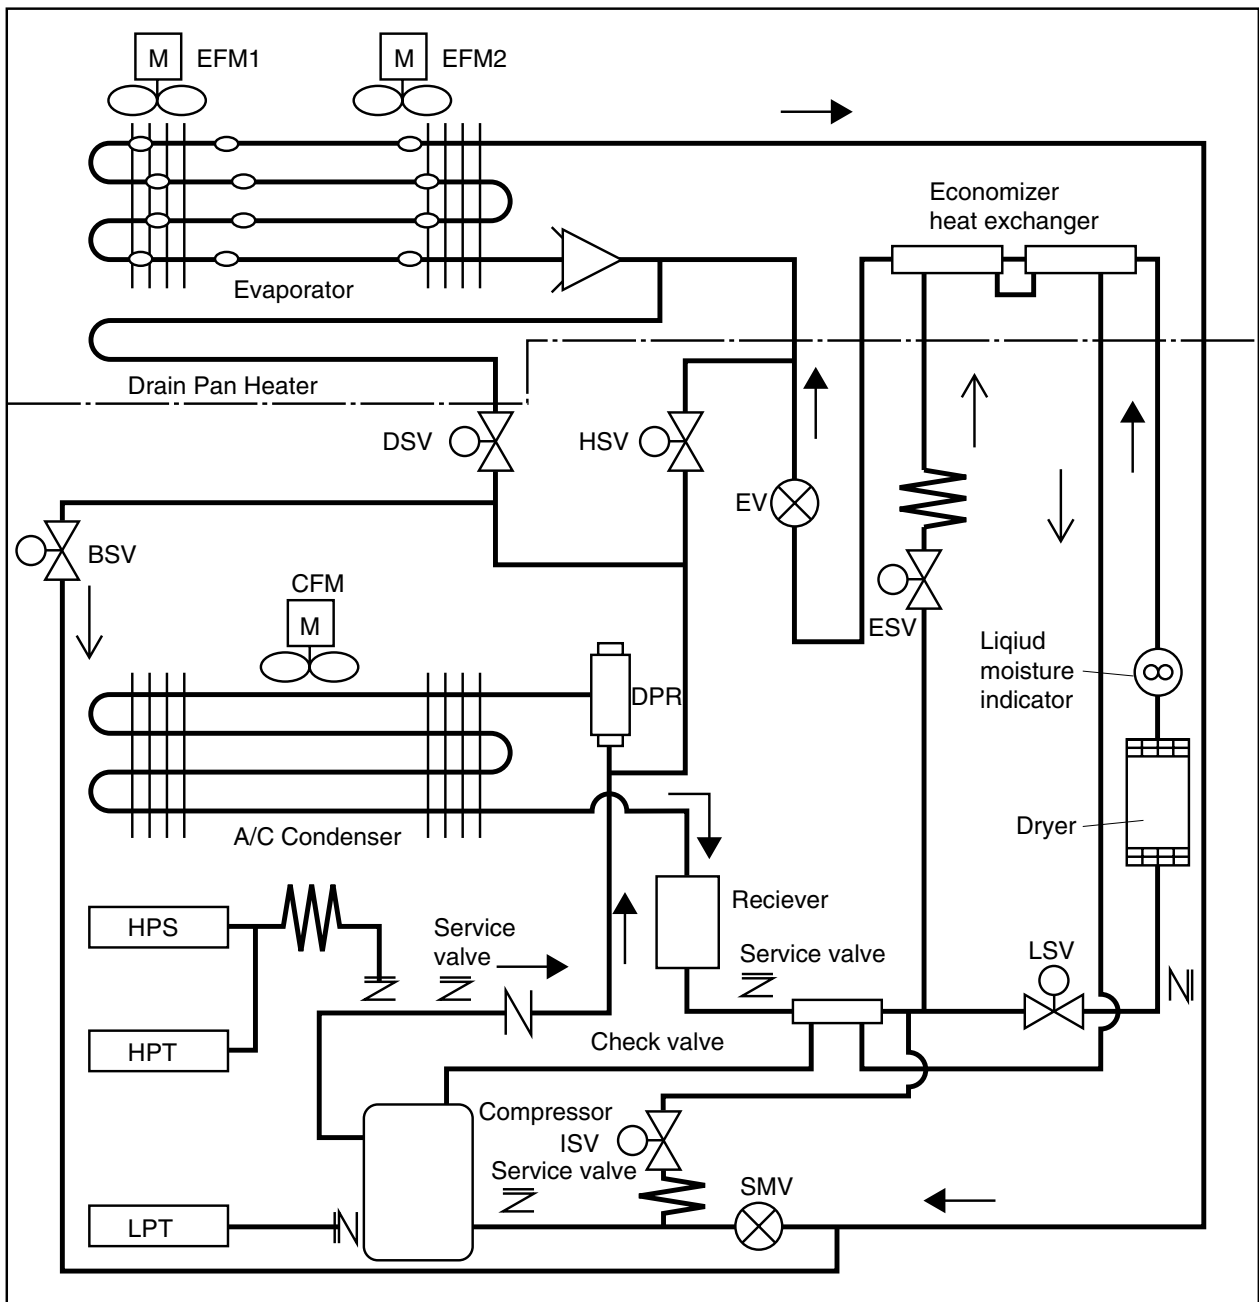 M EFM1
M EFM2
Economizer
heat exchanger
Evaporator
Drain Pan Heater
DSV
HSV
EV
BSV
CFM
M
ESV
Liqiud
moisture
indicator
DPR
Dryer
A/C Condenser
HPS
Service
valve
Reciever
Service valve
LSV
HPT
Check valve
Compressor
ISV
Service valve
SMV
LPT